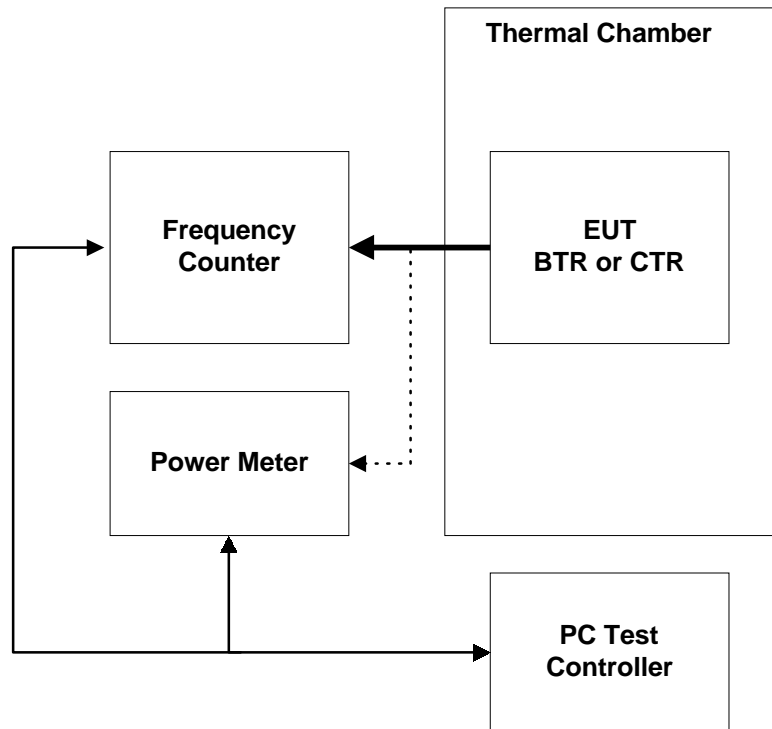 Thermal Chamber
Frequency
Counter
EUT
BTR or CTR
Power Meter
PC Test
Controller